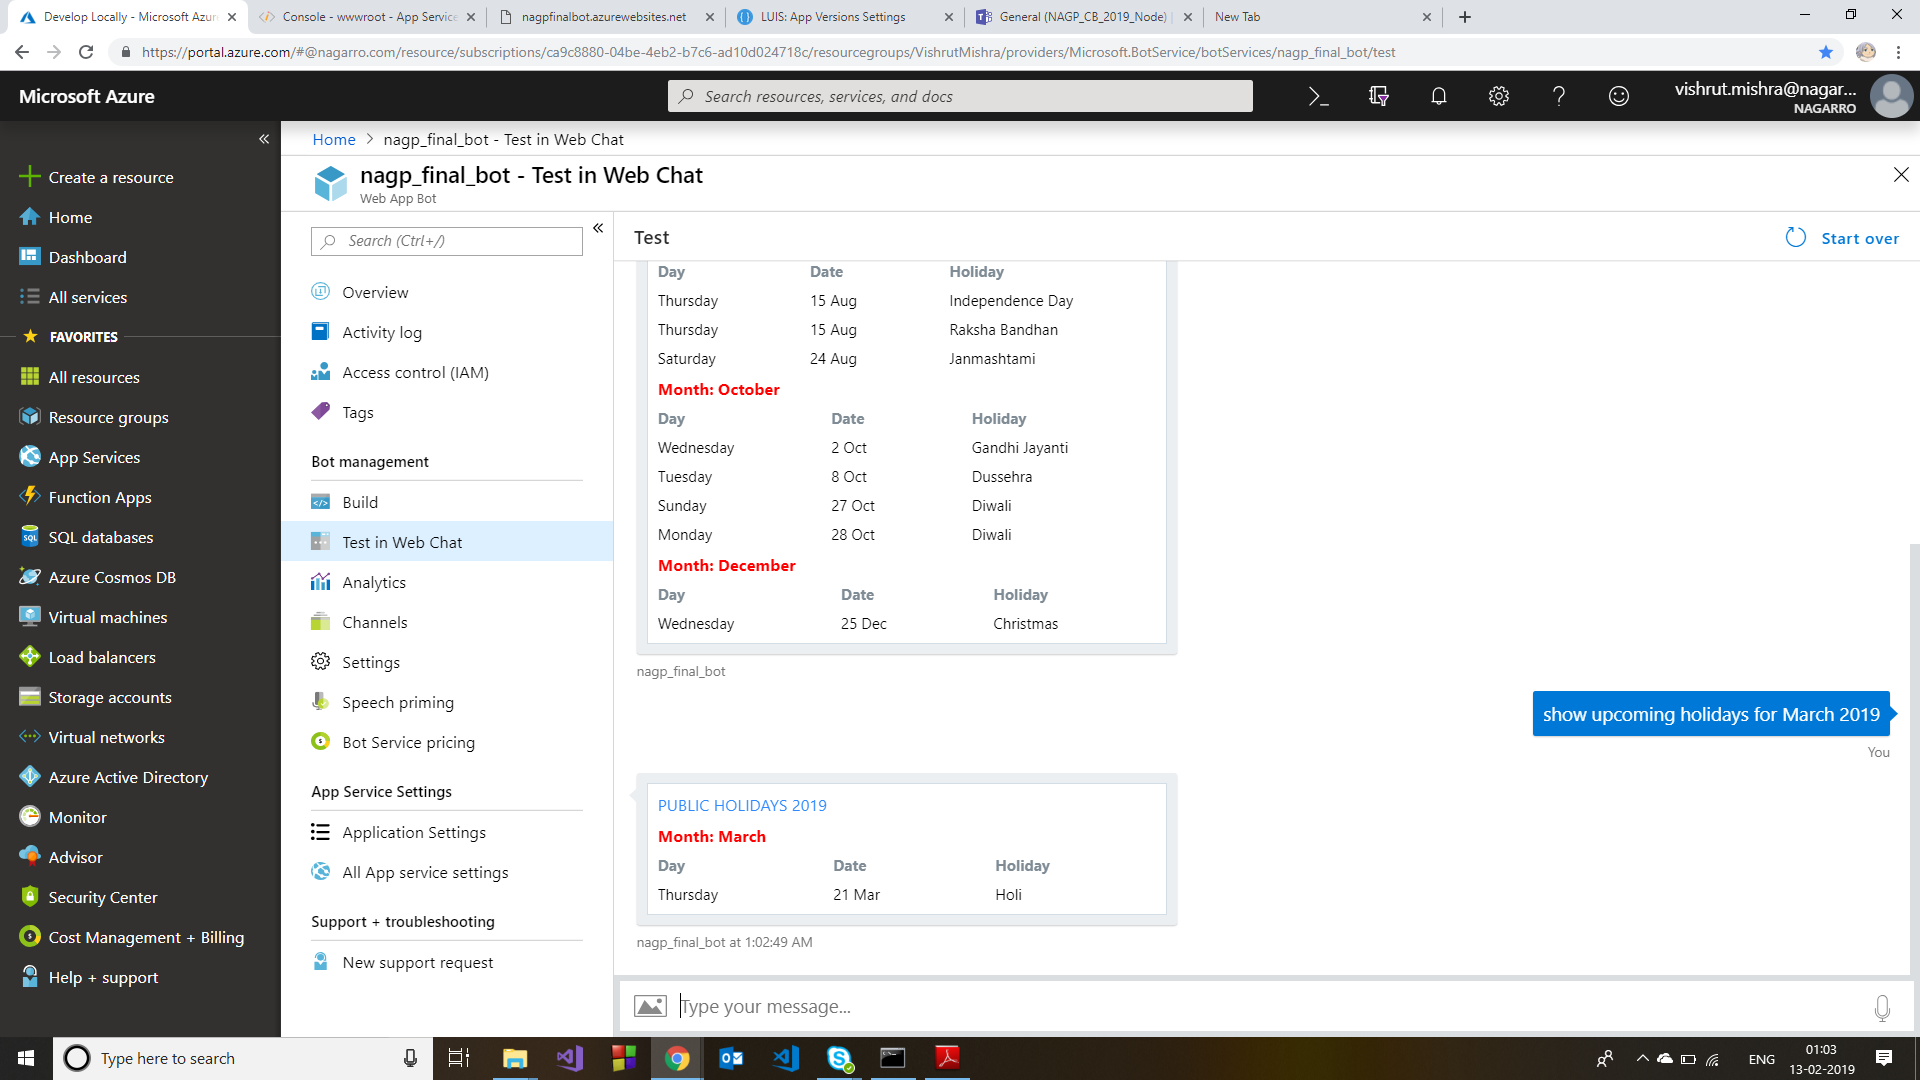 Develop Locally - Microsoft Azur
Console - wwwroot - App Service
nagpfinalbot.azurewebsites.net
LUIS: App Versions Settings
General (NAGP_CB_2019_Node) |
New Tab
https://portal.azure.com/#@nagarro.com/resource/subscriptions/ca9c8880-04be-4eb2-b7c6-ad10d024718c/resourcegroups/VishrutMishra/providers/Microsoft.BotService/botServices/nagp_final_bot/test
Microsoft Azure
Search resources, services, and docs
vishrut.mishra@nagar...
NAGARRO
Create a resource
Home
Dashboard
All services
FAVORITES
All resources
Resource groups
App Services
Function Apps
SQL databases
Azure Cosmos DB
Virtual machines
Load balancers
Storage accounts
Virtual networks
Azure Active Directory
Monitor
Advisor
Security Center
Cost Management + Billing
Help + support
Home > nagp_final_bot - Test in Web Chat
nagp_final_bot - Test in Web Chat
Web App Bot
Search (Ctrl+/)
Overview
Activity log
Access control (IAM)
Tags
Bot management
Build
Test in Web Chat
Analytics
Channels
Settings
Speech priming
Bot Service pricing
App Service Settings
Application Settings
All App service settings
Support + troubleshooting
New support request
Test
Start over
Day Date Holiday
Thursday 15 Aug Independence Day
Thursday 15 Aug Raksha Bandhan
Saturday 24 Aug Janmashtami
Month: October
Day Date Holiday
Wednesday 2 Oct Gandhi Jayanti
Tuesday 8 Oct Dussehra
Sunday 27 Oct Diwali
Monday 28 Oct Diwali
Month: December
Day Date Holiday
Wednesday 25 Dec Christmas
nagp_final_bot
show upcoming holidays for March 2019
You
PUBLIC HOLIDAYS 2019
Month: March
Day Date Holiday
Thursday 21 Mar Holi
nagp_final_bot at 1:02:49 AM
Type your message...
Type here to search
ENG
01:03
13-02-2019